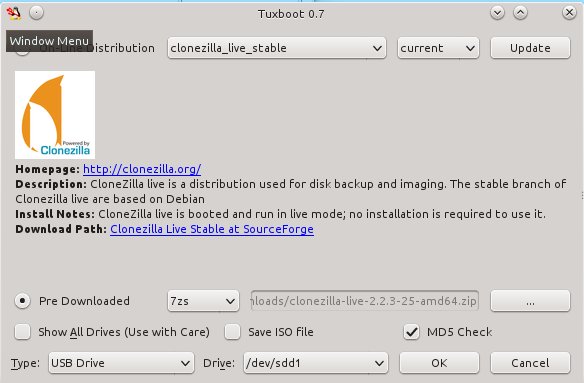 Tuxboot 0.7
Window Menu
On-Line Distribution clonezilla_live_stable current Update
Powered by
Clonezilla
Homepage: http://clonezilla.org/
Description: CloneZilla live is a distribution used for disk backup and imaging. The stable branch of
Clonezilla live are based on Debian
Install Notes: CloneZilla live is booted and run in live mode; no installation is required to use it.
Download Path: Clonezilla Live Stable at SourceForge
Pre Downloaded 7zs nloads/clonezilla-live-2.2.3-25-amd64.zip ...
Show All Drives (Use with Care) Save ISO file MD5 Check
Type: USB Drive Drive: /dev/sdd1 OK Cancel